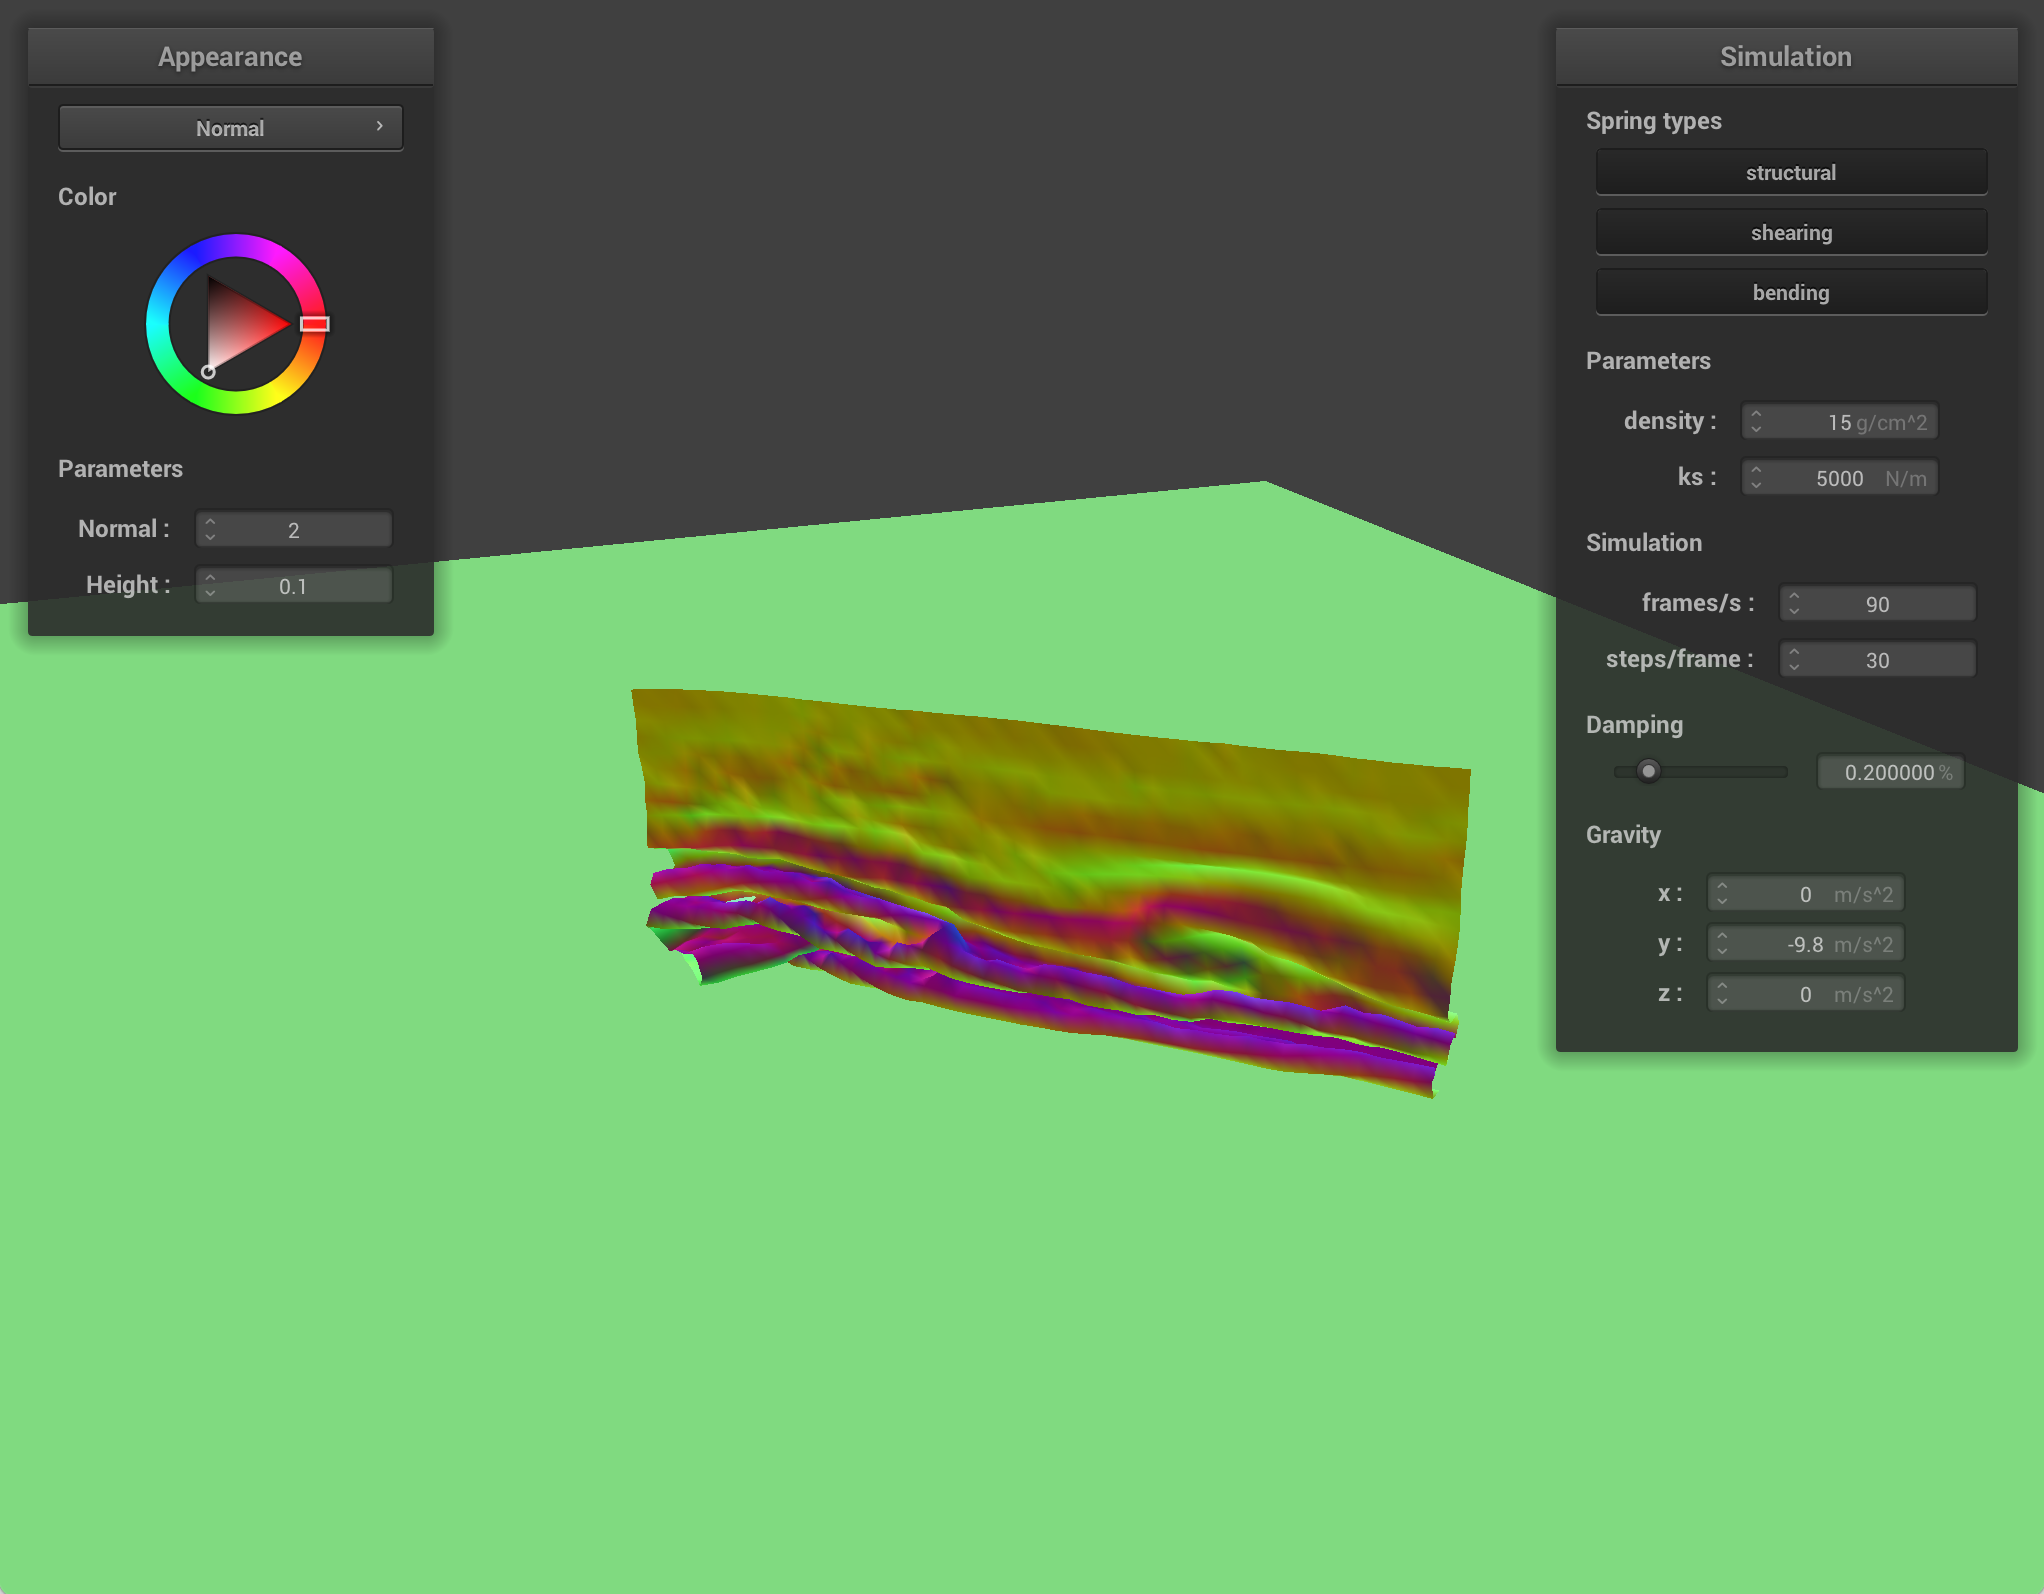 Appearance
Normal
Color
Parameters
Normal : 2
Height : 0.1
Simulation
Spring types
structural
shearing
bending
Parameters
density : 15 g/cm^2
ks : 5000 N/m
Simulation
frames/s : 90
steps/frame : 30
Damping
0.200000 %
Gravity
x : 0 m/s^2
y : -9.8 m/s^2
z : 0 m/s^2